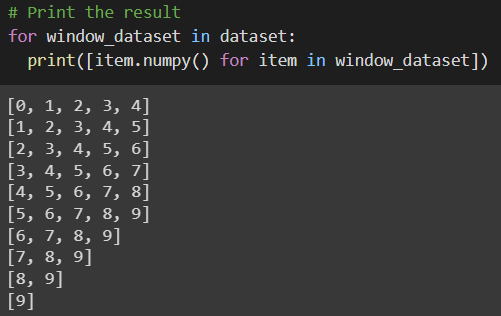 # Print the result
for window_dataset in dataset:
  print([item.numpy() for item in window_dataset])
[0, 1, 2, 3, 4]
[1, 2, 3, 4, 5]
[2, 3, 4, 5, 6]
[3, 4, 5, 6, 7]
[4, 5, 6, 7, 8]
[5, 6, 7, 8, 9]
[6, 7, 8, 9]
[7, 8, 9]
[8, 9]
[9]